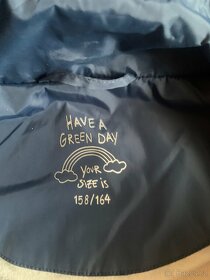 HAVE A
GREEN DAY
YOUR
SIZE IS
158/164